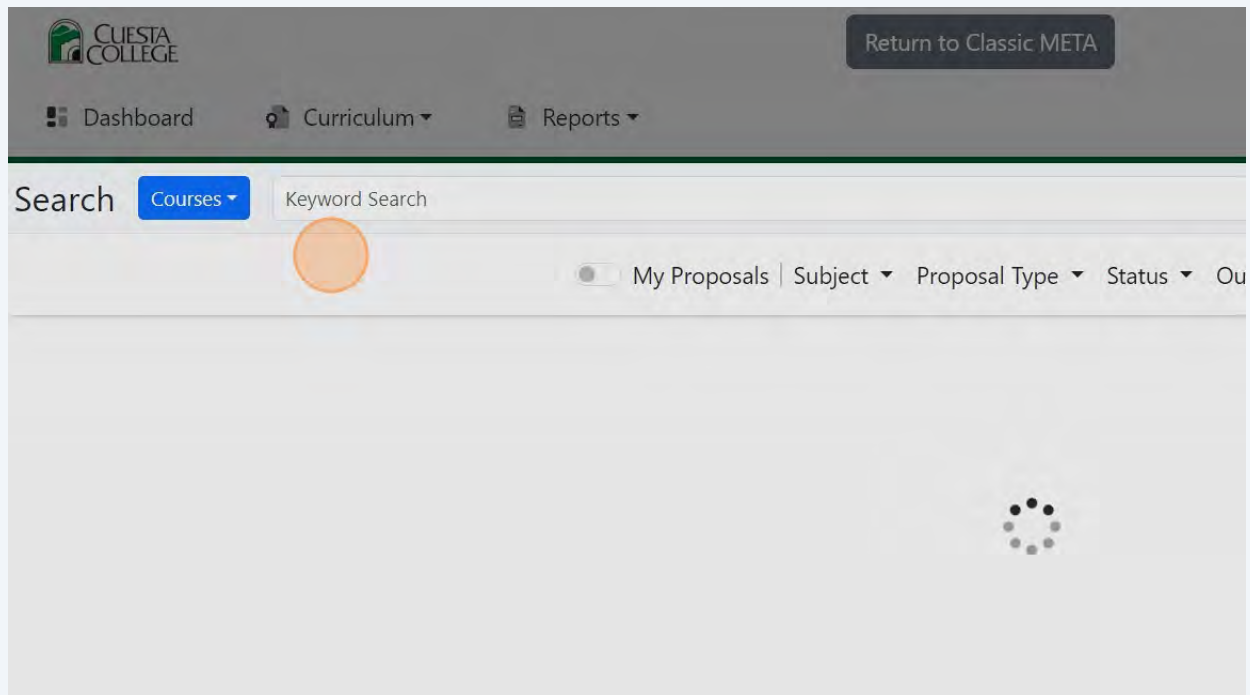 CUESTA
COLLEGE
Return to Classic META
Dashboard Curriculum Reports
Search Courses Keyword Search
My Proposals Subject Proposal Type Status Ou